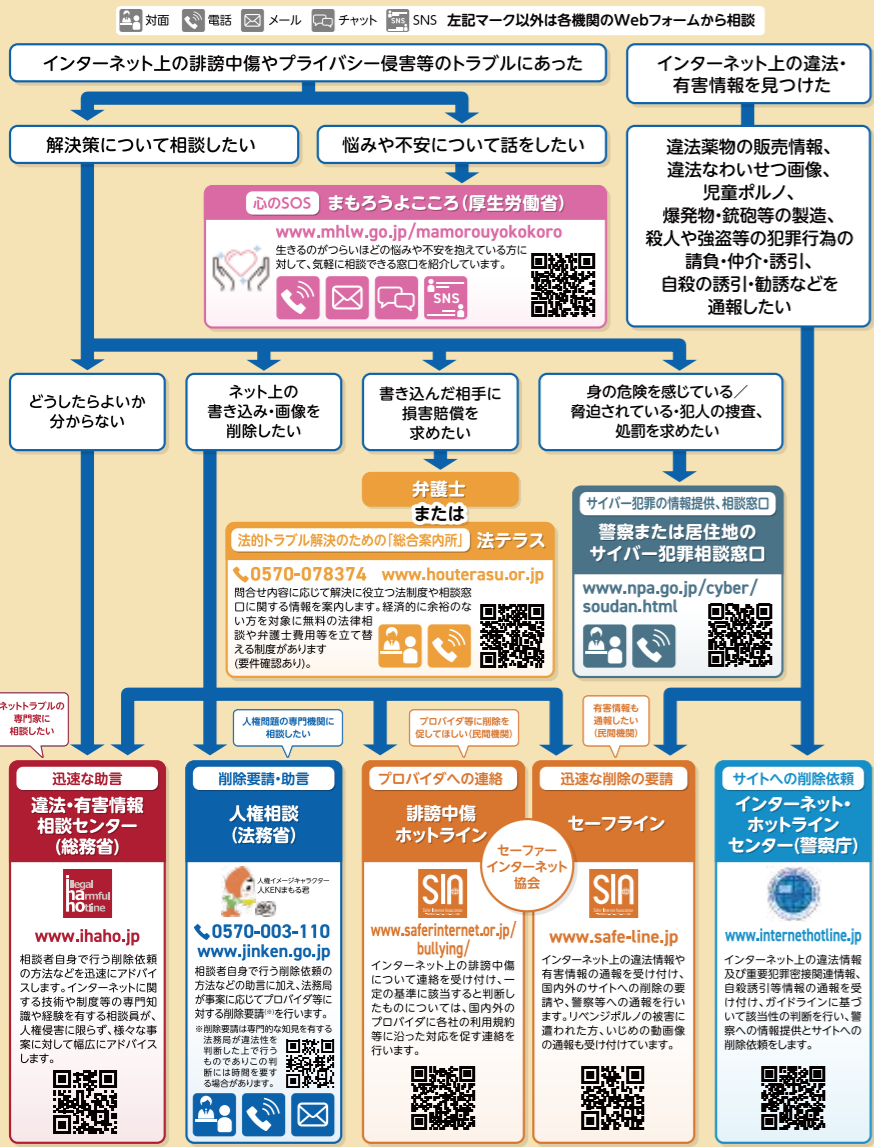 対面 電話 メール チャット SNS SNS 左記マーク以外は各機関のWebフォームから相談
インターネット上の誹謗中傷やプライバシー侵害等のトラブルにあった
インターネット上の違法・
有害情報を見つけた
解決策について相談したい
悩みや不安について話をしたい
違法薬物の販売情報、
違法なわいせつ画像、
児童ポルノ、
爆発物・銃砲等の製造、
殺人や強盗等の犯罪行為の
請負・仲介・誘引、
自殺の誘引・勧誘などを
通報したい
心のSOS まもろうよこころ(厚生労働省)
www.mhlw.go.jp/mamorouyokokoro
生きるのがつらいほどの悩みや不安を抱えている方に
対して、気軽に相談できる窓口を紹介しています。
SNS
どうしたらよいか
分からない
ネット上の
書き込み・画像を
削除したい
書き込んだ相手に
損害賠償を
求めたい
身の危険を感じている/
脅迫されている・犯人の捜査、
処罰を求めたい
弁護士
または
法的トラブル解決のための「総合案内所」 法テラス
0570-078374 www.houterasu.or.jp
問合せ内容に応じて解決に役立つ法制度や相談窓
口に関する情報を案内します。経済的に余裕のな
い方を対象に無料の法律相
談や弁護士費用等を立て替
える制度があります
(要件確認あり)。
サイバー犯罪の情報提供、相談窓口
警察または居住地の
サイバー犯罪相談窓口
www.npa.go.jp/cyber/
soudan.html
ネットトラブルの
専門家に
相談したい
人権問題の専門機関に
相談したい
プロバイダ等に削除を
促してほしい(民間機関)
有害情報も
通報したい
(民間機関)
迅速な助言
違法・有害情報
相談センター
(総務省)
illegal
harmful
hotline
www.ihaho.jp
相談者自身で行う削除依頼
の方法などを迅速にアドバイ
スします。インターネットに関
する技術や制度等の専門知
識や経験を有する相談員が、
人権侵害に限らず、様々な事
案に対して幅広にアドバイス
します。
削除要請・助言
人権相談
(法務省)
人権イメージキャラクター
人KENまもる君
0570-003-110
www.jinken.go.jp
相談者自身で行う削除依頼の
方法などの助言に加え、法務局
が事案に応じてプロバイダ等に
対する削除要請(※)を行います。
※削除要請は専門的な知見を有する
法務局が違法性を
判断した上で行う
ものでありこの判
断には時間を要す
る場合があります。
プロバイダへの連絡
誹謗中傷
ホットライン
SIA
www.saferinternet.or.jp/
bullying/
インターネット上の誹謗中傷
について連絡を受け付け、一
定の基準に該当すると判断し
たものについては、国内外の
プロバイダに各社の利用規約
等に沿った対応を促す連絡を
行います。
セーファー
インターネット
協会
迅速な削除の要請
セーフライン
SIA
www.safe-line.jp
インターネット上の違法情報や
有害情報の通報を受け付け、
国内外のサイトへの削除の要
請や、警察等への通報を行い
ます。リベンジポルノの被害に
遭われた方、いじめの動画像
の通報も受け付けています。
サイトへの削除依頼
インターネット・
ホットライン
センター(警察庁)
www.internethotline.jp
インターネット上の違法情報
及び重要犯罪密接関連情報、
自殺誘引等情報の通報を受
け付け、ガイドラインに基づ
いて該当性の判断を行い、警
察への情報提供とサイトへの
削除依頼をします。